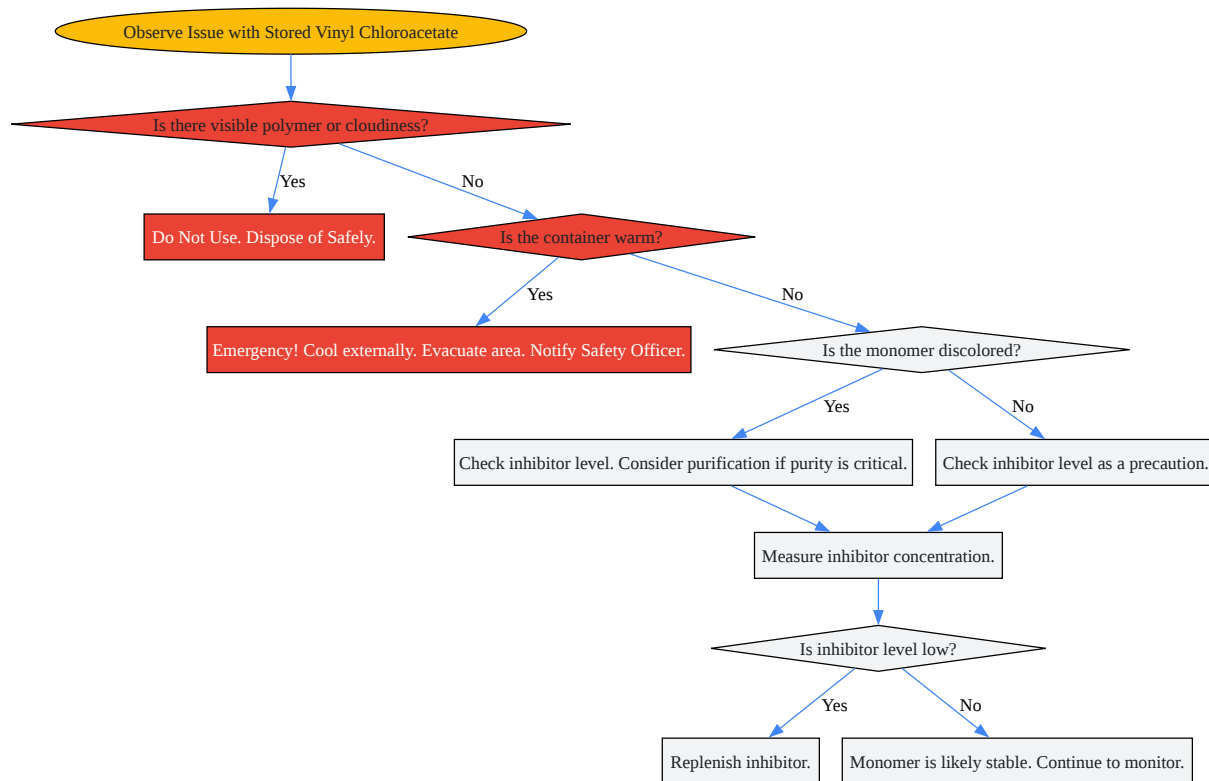 Observe Issue with Stored Vinyl Chloroacetate
Is there visible polymer or cloudiness?
Yes
No
Do Not Use. Dispose of Safely.
Is the container warm?
Yes
No
Emergency! Cool externally. Evacuate area. Notify Safety Officer.
Is the monomer discolored?
Yes
No
Check inhibitor level. Consider purification if purity is critical.
Check inhibitor level as a precaution.
Measure inhibitor concentration.
Is inhibitor level low?
Yes
No
Replenish inhibitor.
Monomer is likely stable. Continue to monitor.